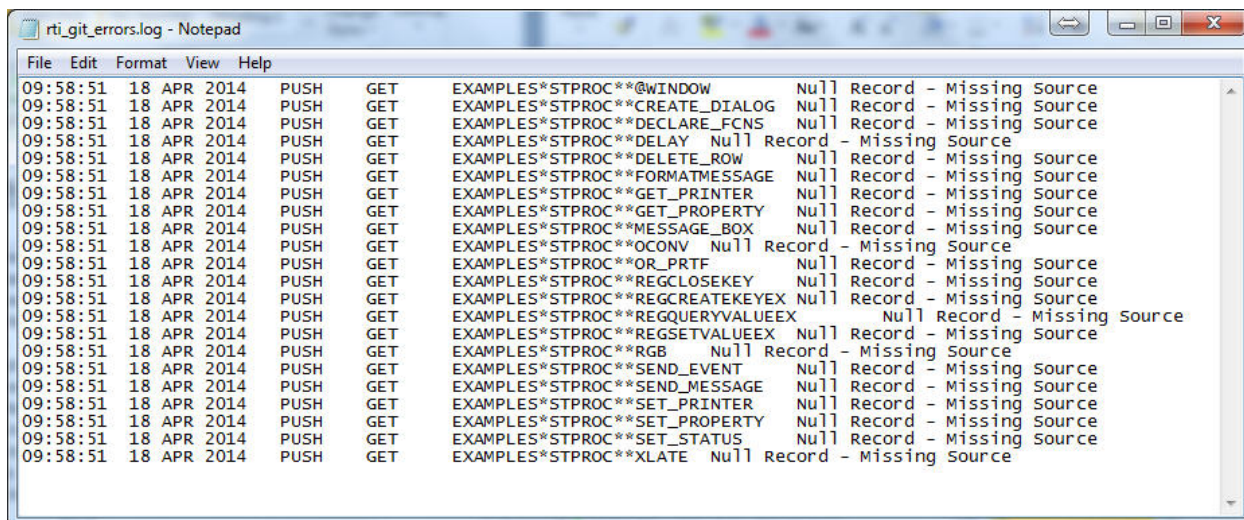 rti_git_errors.log - Notepad
File Edit Format View Help
09:58:51 18 APR 2014 PUSH GET EXAMPLES*STPROC**@WINDOW Null Record - Missing Source
09:58:51 18 APR 2014 PUSH GET EXAMPLES*STPROC**CREATE_DIALOG Null Record - Missing Source
09:58:51 18 APR 2014 PUSH GET EXAMPLES*STPROC**DECLARE_FCNS Null Record - Missing Source
09:58:51 18 APR 2014 PUSH GET EXAMPLES*STPROC**DELAY Null Record - Missing Source
09:58:51 18 APR 2014 PUSH GET EXAMPLES*STPROC**DELETE_ROW Null Record - Missing Source
09:58:51 18 APR 2014 PUSH GET EXAMPLES*STPROC**FORMATMESSAGE Null Record - Missing Source
09:58:51 18 APR 2014 PUSH GET EXAMPLES*STPROC**GET_PRINTER Null Record - Missing Source
09:58:51 18 APR 2014 PUSH GET EXAMPLES*STPROC**GET_PROPERTY Null Record - Missing Source
09:58:51 18 APR 2014 PUSH GET EXAMPLES*STPROC**MESSAGE_BOX Null Record - Missing Source
09:58:51 18 APR 2014 PUSH GET EXAMPLES*STPROC**OCONV Null Record - Missing Source
09:58:51 18 APR 2014 PUSH GET EXAMPLES*STPROC**OR_PRTF Null Record - Missing Source
09:58:51 18 APR 2014 PUSH GET EXAMPLES*STPROC**REGCLOSEKEY Null Record - Missing Source
09:58:51 18 APR 2014 PUSH GET EXAMPLES*STPROC**REGCREATEKEYEX Null Record - Missing Source
09:58:51 18 APR 2014 PUSH GET EXAMPLES*STPROC**REGQUERYVALUEEX Null Record - Missing Source
09:58:51 18 APR 2014 PUSH GET EXAMPLES*STPROC**REGSETVALUEEX Null Record - Missing Source
09:58:51 18 APR 2014 PUSH GET EXAMPLES*STPROC**RGB Null Record - Missing Source
09:58:51 18 APR 2014 PUSH GET EXAMPLES*STPROC**SEND_EVENT Null Record - Missing Source
09:58:51 18 APR 2014 PUSH GET EXAMPLES*STPROC**SEND_MESSAGE Null Record - Missing Source
09:58:51 18 APR 2014 PUSH GET EXAMPLES*STPROC**SET_PRINTER Null Record - Missing Source
09:58:51 18 APR 2014 PUSH GET EXAMPLES*STPROC**SET_PROPERTY Null Record - Missing Source
09:58:51 18 APR 2014 PUSH GET EXAMPLES*STPROC**SET_STATUS Null Record - Missing Source
09:58:51 18 APR 2014 PUSH GET EXAMPLES*STPROC**XLATE Null Record - Missing Source